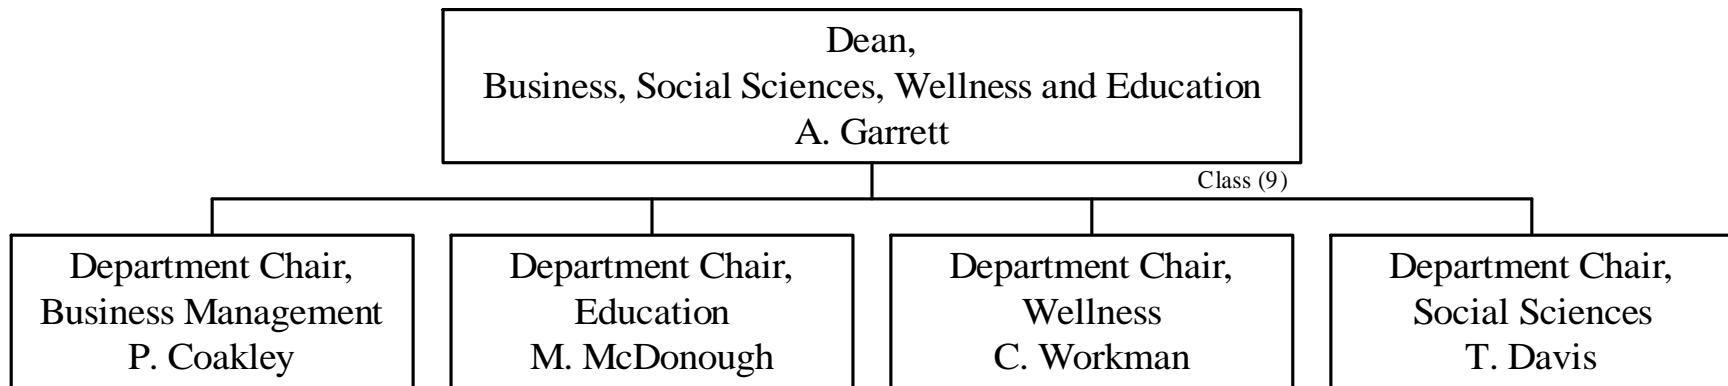 Dean,
Business, Social Sciences, Wellness and Education
A. Garrett
Class (9)
Department Chair,
Business Management
P. Coakley
Department Chair,
Education
M. McDonough
Department Chair,
Wellness
C. Workman
Department Chair,
Social Sciences
T. Davis